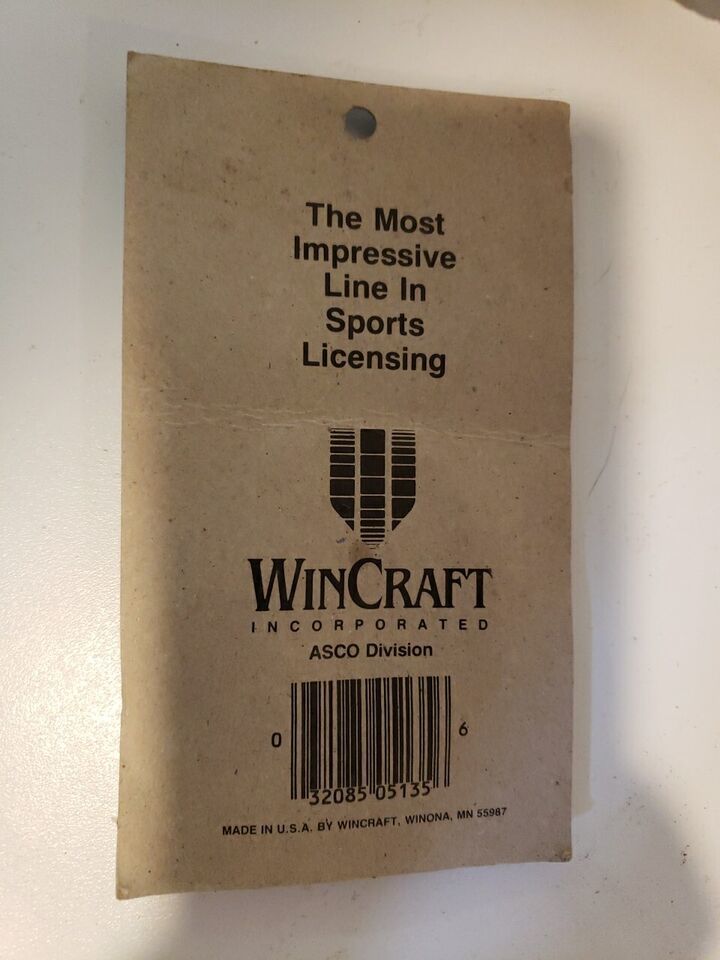 The Most
Impressive
Line In
Sports
Licensing
WINCRAFT
INCORPORATED
ASCO Division
0 32085 05135 6
MADE IN U.S.A. BY WINCRAFT, WINONA, MN 55987